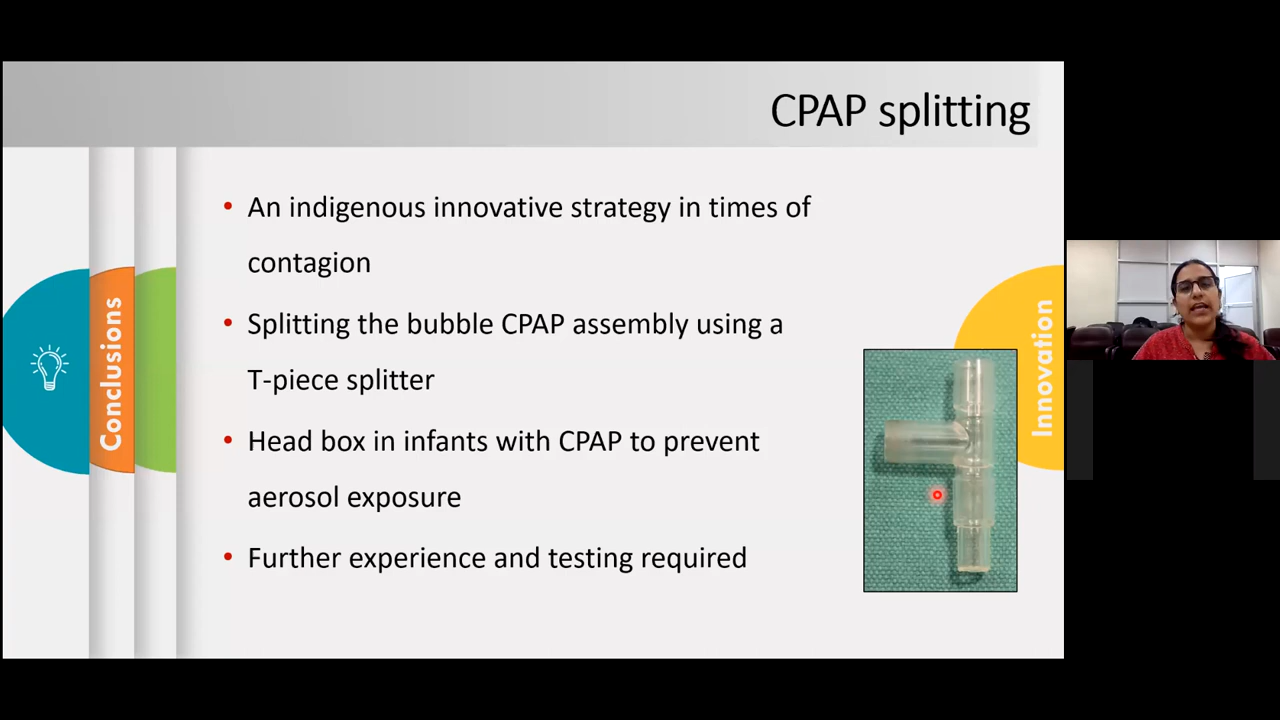 CPAP splitting
• An indigenous innovative strategy in times of
contagion
• Splitting the bubble CPAP assembly using a
T-piece splitter
• Head box in infants with CPAP to prevent
aerosol exposure
• Further experience and testing required
Conclusions
Innovation